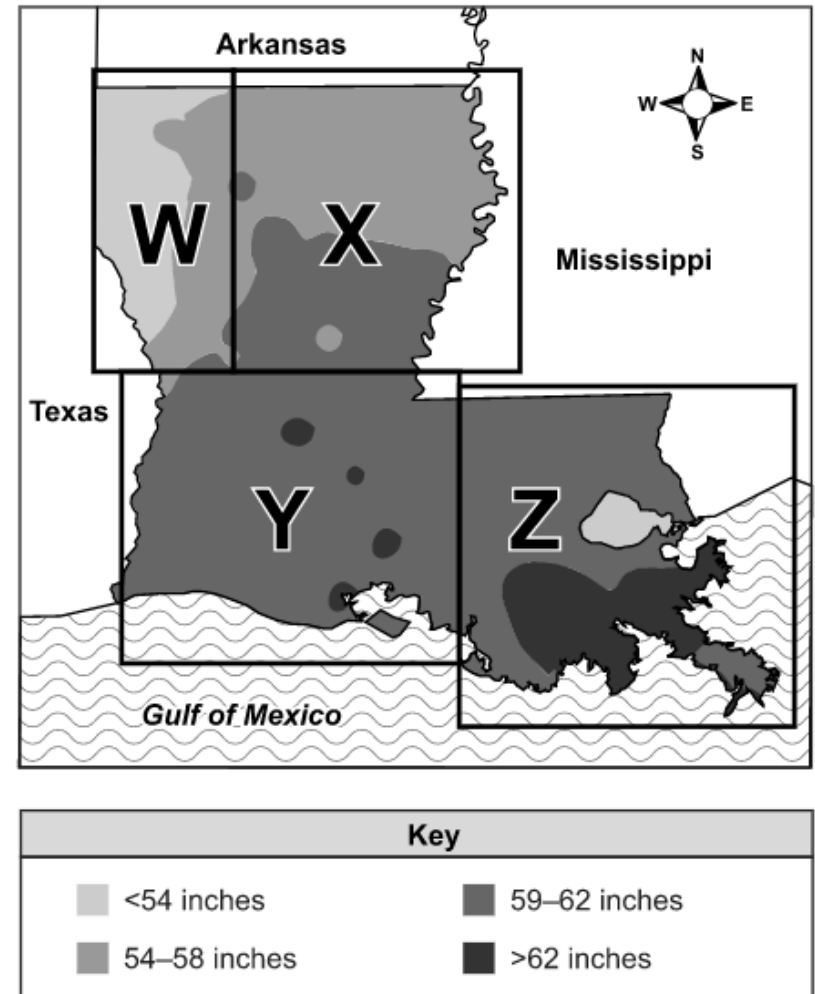 Arkansas
N
W E
S
W X
Mississippi
Texas
Y Z
Gulf of Mexico
Key
<54 inches 59–62 inches
54–58 inches >62 inches